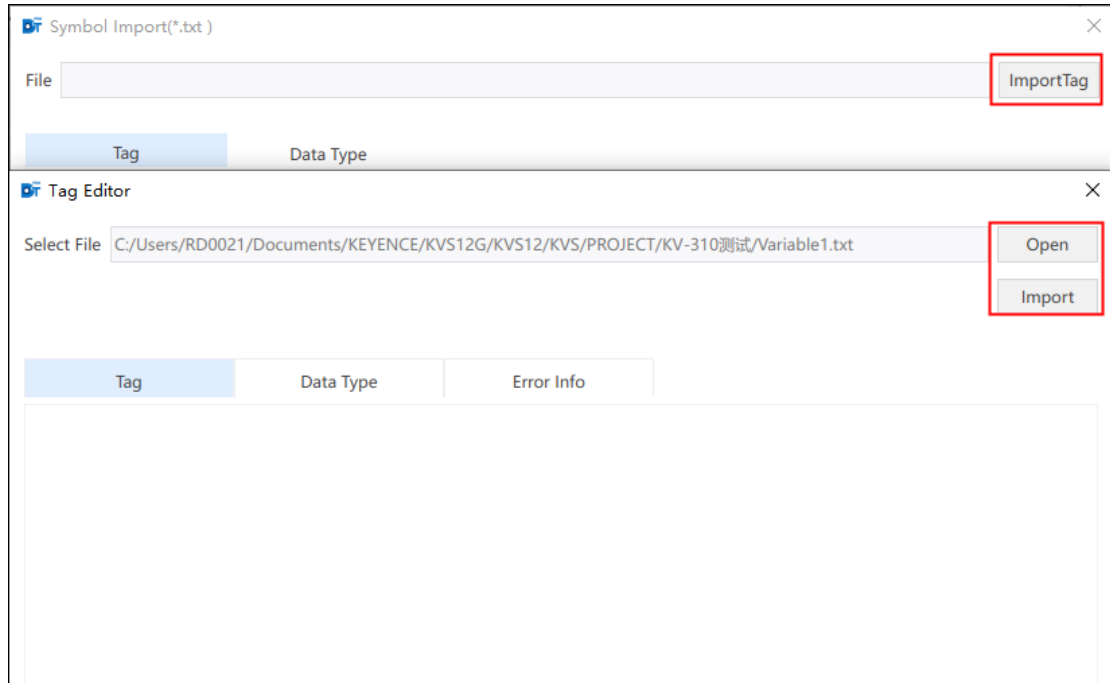 Symbol Import(*.txt )
File ImportTag
Tag Data Type
Tag Editor
Select File C:/Users/RD0021/Documents/KEYENCE/KVS12G/KVS12/KVS/PROJECT/KV-310测试/Variable1.txt Open
Import
Tag Data Type Error Info